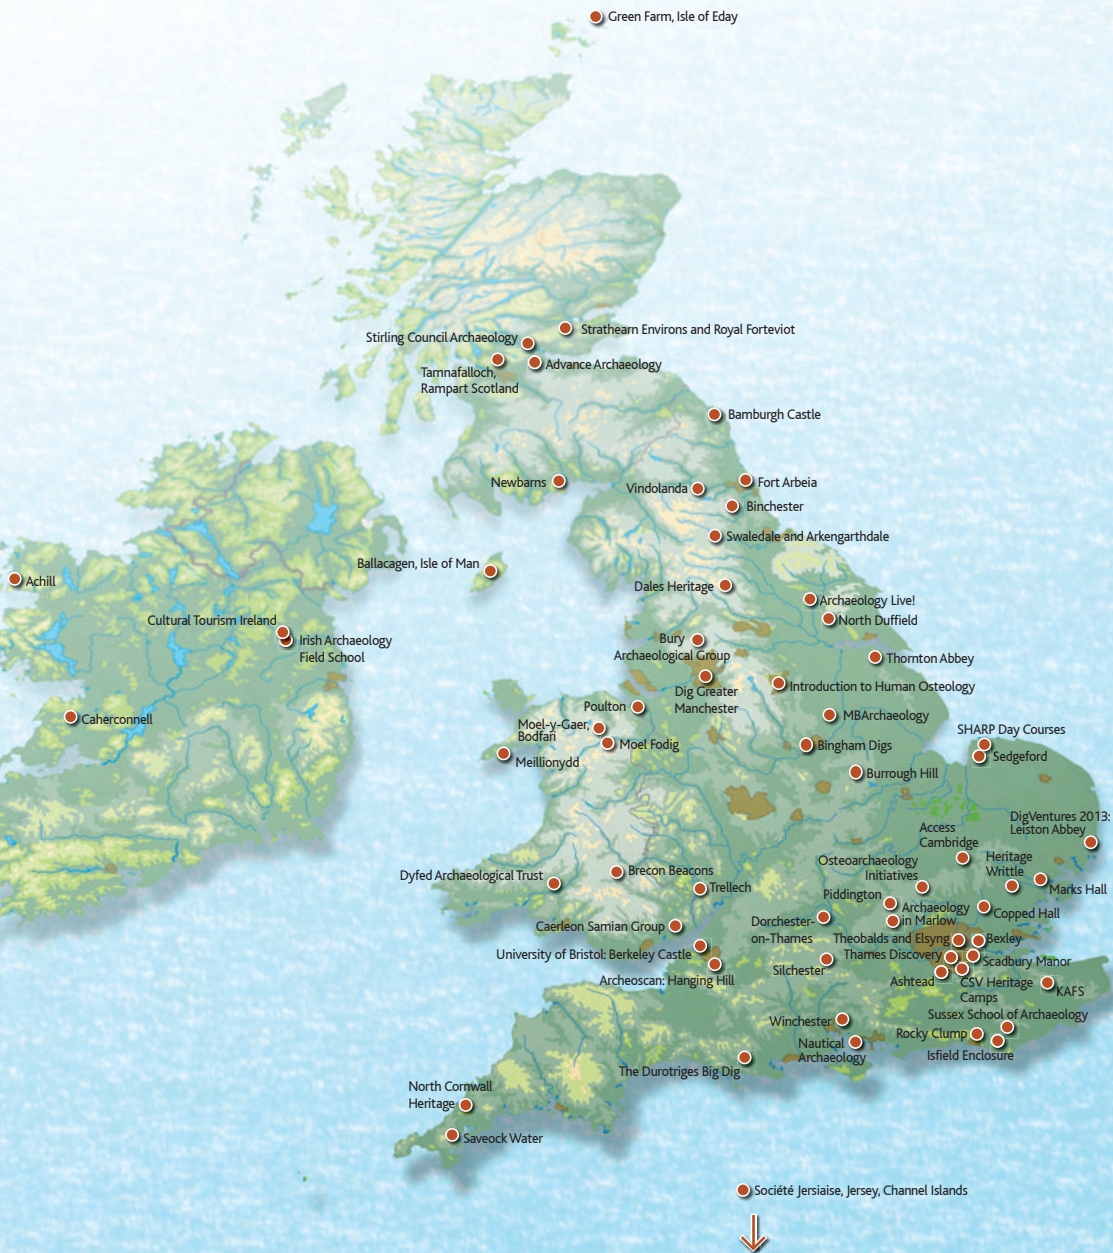 Green Farm, Isle of Eday
Strathearn Environs and Royal Forteviot
Stirling Council Archaeology
Advance Archaeology
Tamnafalloch,
Rampart Scotland
Bamburgh Castle
Newbarns
Vindolanda
Fort Arbeia
Binchester
Swaledale and Arkengarthdale
Ballacagen, Isle of Man
Achill
Dales Heritage
Archaeology Live!
Cultural Tourism Ireland
North Duffield
Irish Archaeology
Field School
Bury
Archaeological Group
Thornton Abbey
Dig Greater
Manchester
Introduction to Human Osteology
Poulton
Caherconnell
MBArchaeology
Moel-y-Gaer,
Bodfari
SHARP Day Courses
Moel Fodig
Bingham Digs
Sedgeford
Meillionydd
Burrough Hill
DigVentures 2013:
Leiston Abbey
Access
Cambridge
Heritage
Writtle
Osteoarchaeology
Initiatives
Brecon Beacons
Dyfed Archaeological Trust
Trellech
Marks Hall
Piddington
Archaeology
in Marlow
Copped Hall
Dorchester-
on-Thames
Caerleon Samian Group
Theobalds and Elsyng
Bexley
University of Bristol: Berkeley Castle
Thames Discovery
Scadbury Manor
Silchester
Archeoscan: Hanging Hill
Ashtead
CSV Heritage
Camps
KAFS
Sussex School of Archaeology
Winchester
Rocky Clump
Nautical
Archaeology
Isfield Enclosure
The Durotriges Big Dig
North Cornwall
Heritage
Saveock Water
Société Jersiaise, Jersey, Channel Islands